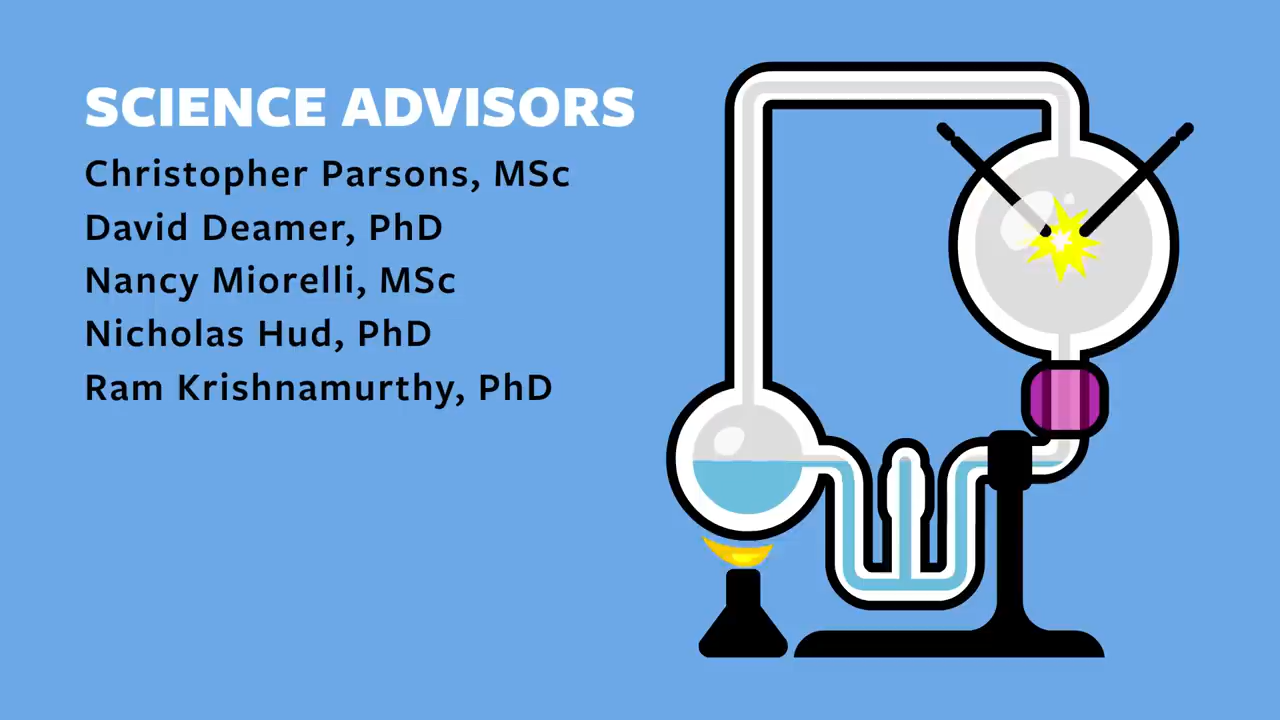 SCIENCE ADVISORS
Christopher Parsons, MSc
David Deamer, PhD
Nancy Miorelli, MSc
Nicholas Hud, PhD
Ram Krishnamurthy, PhD